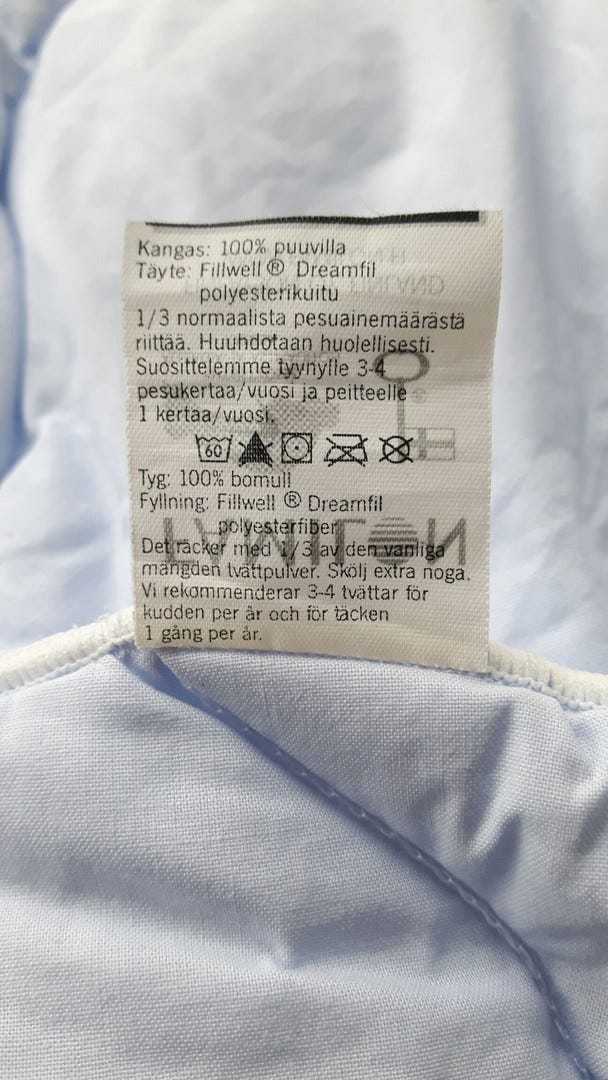 Kangas: 100% puuvilla
Täyte: Fillwell® Dreamfil
polyesterikuitu
1/3 normaalista pesuainemäärästä
riittää. Huuhdotaan huolellisesti.
Suosittelemme tyynylle 3-4
pesukertaa/vuosi ja peitteelle
1 kertaa/vuosi.
60
Tyg: 100% bomull
Fyllning: Fillwell® Dreamfil
polyesterfiber
Det räcker med 1/3 av den vanliga
mängden tvättpulver. Skölj extra noga.
Vi rekommenderar 3-4 tvättar för
kudden per år och för täcken
1 gång per år.